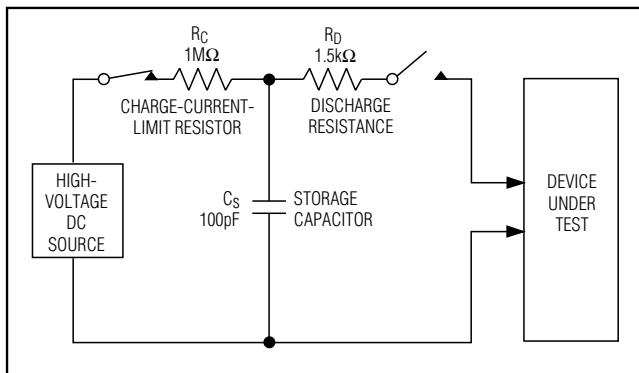 RC
1MΩ
CHARGE-CURRENT-
LIMIT RESISTOR
RD
1.5kΩ
DISCHARGE
RESISTANCE
HIGH-
VOLTAGE
DC
SOURCE
CS
100pF
STORAGE
CAPACITOR
DEVICE
UNDER
TEST